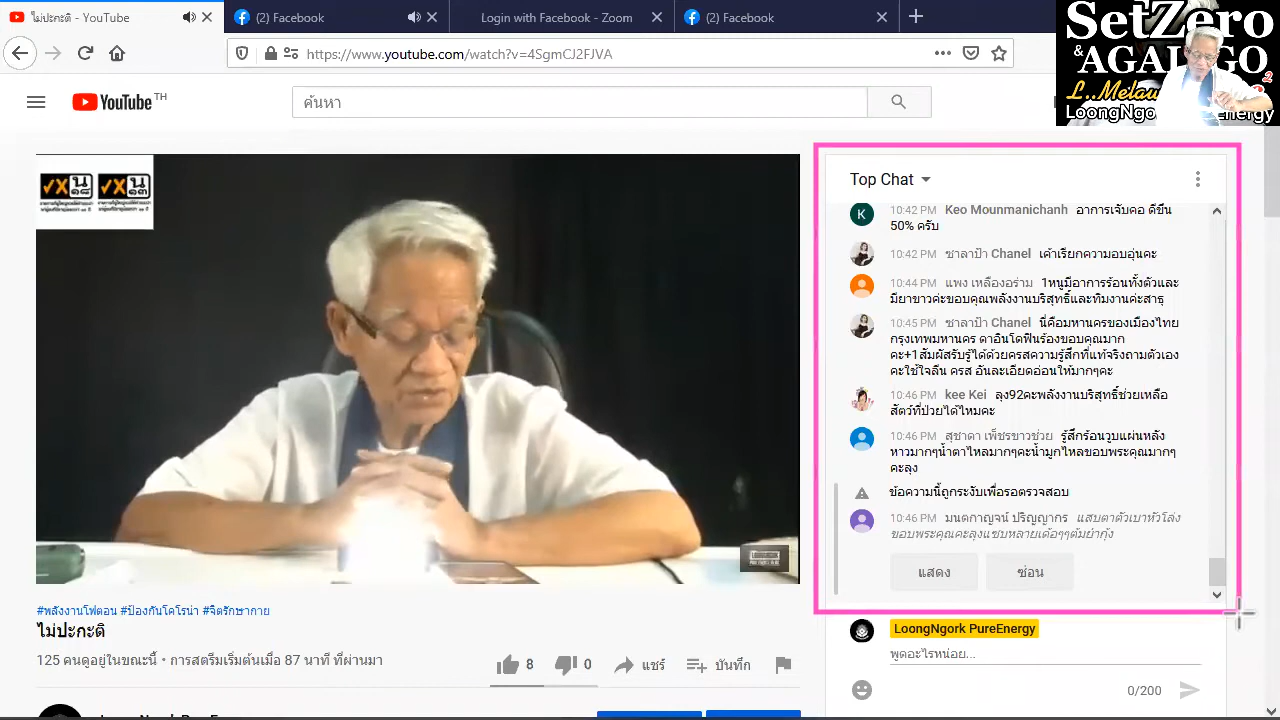 ไม่ปะกะติ - YouTube
(2) Facebook
Login with Facebook - Zoom
(2) Facebook
https://www.youtube.com/watch?v=4SgmCJ2FJVA
SetZero
& AGALIGO
LoongNgo
YouTube TH
ค้นหา
Top Chat
10:42 PM Keo Mounmanichanh อาการเจ็บคอ ดีขึ้น
50% ครับ
10:42 PM ซาลาเปา Chanel เค้าเรียกความอบอุ่นคะ
10:44 PM แพง เหลืองอร่าม 1หนูมีอาการร้อนทั้งตัวและ
มียาขาวค่ะขอบคุณพลังงานบริสุทธิ์และทีมงานค่ะสาธุ
10:45 PM ซาลาเปา Chanel นี่คือมหานครของเมืองไทย
กรุงเทพมหานคร ดาอินโดฟินร้องขอบคุณมาก
คะ+1สัมผัสรับรู้ได้ด้วยครสความรู้สึกที่แท้จริงถามตัวเอง
คะใช้ใจลื่น ครส อันละเอียดอ่อนให้มากๆคะ
10:46 PM kee Kei ลุง92คะพลังงานบริสุทธิ์ช่วยเหลือ
สัตว์ที่ป่วยได้ไหมคะ
10:46 PM สุชาดา เพ็ชรขาวช่วย รู้สึกร้อนวูบแผ่นหลัง
หาวมากๆน้ำตาไหลมากๆคะน้ำมูกไหลขอบพระคุณมากๆ
คะลุง
ข้อความนี้ถูกระงับเพื่อรอตรวจสอบ
10:46 PM มนตกาญจน์ ปริญญากร แสบตาตัวเบาหัวโล่ง
ขอบพระคุณคะลุงแซบหลายเด้อๆๆต้มยำกุ้ง
แสดง ซ่อน
#พลังงานโฟตอน #ป้องกันโคโรน่า #จิตรักษากาย
ไม่ปะกะติ
125 คนดูอยู่ในขณะนี้ • การสตรีมเริ่มต้นเมื่อ 87 นาที ที่ผ่านมา
8 0 แชร์ บันทึก
LoongNgork PureEnergy
พูดอะไรหน่อย...
0/200